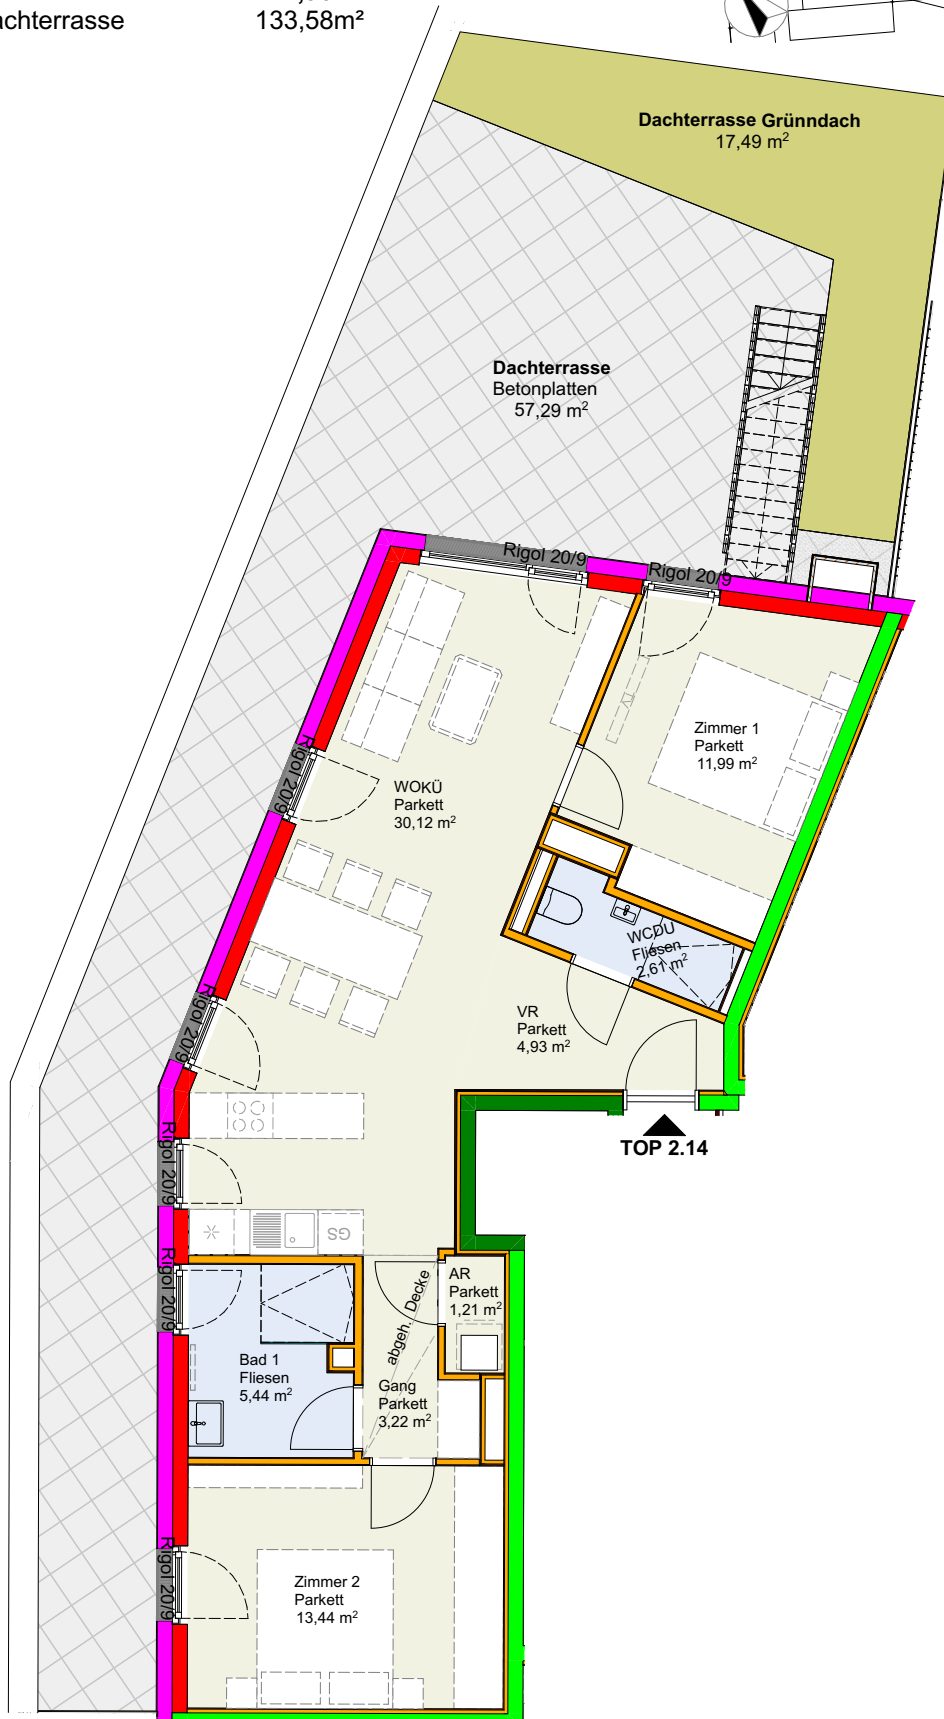 achterrasse 133,58m²
Dachterrasse Grünndach
17,49 m²
Dachterrasse
Betonplatten
57,29 m²
Rigol 20/9
Rigol 20/9
Zimmer 1
Parkett
11,99 m²
Rigol 20/9
WOKÜ
Parkett
30,12 m²
WCDU
Fliesen
2,61 m²
Rigol 20/9
VR
Parkett
4,93 m²
TOP 2.14
Rigol 20/9
GS
Rigol 20/9
abgeh. Decke
AR
Parkett
1,21 m²
Bad 1
Fliesen
5,44 m²
Gang
Parkett
3,22 m²
Rigol 20/9
Zimmer 2
Parkett
13,44 m²